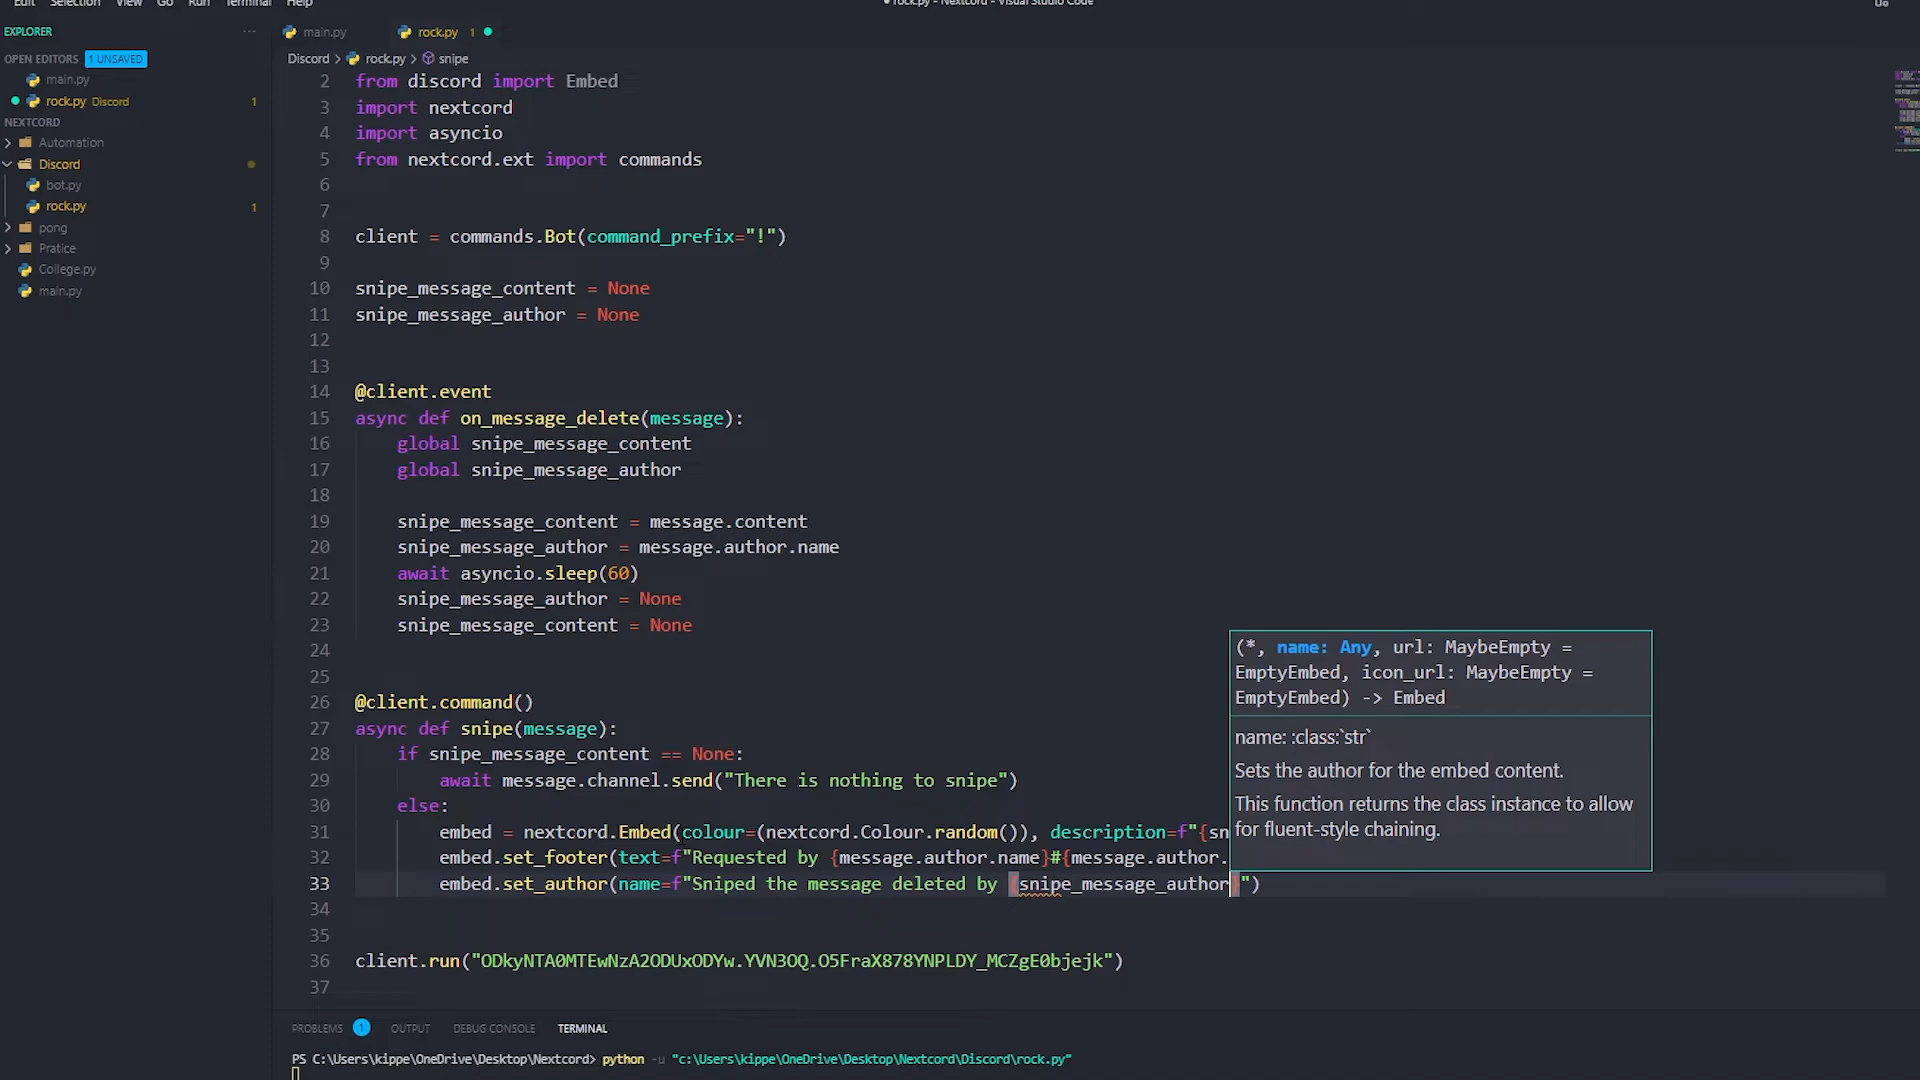 Edit Selection View Go Run Terminal Help
rock.py - Nextcord - Visual Studio Code
EXPLORER
OPEN EDITORS 1 UNSAVED
main.py
rock.py Discord 1
NEXTCORD
Automation
Discord
bot.py
rock.py 1
pong
Pratice
College.py
main.py
main.py
rock.py 1
Discord > rock.py > snipe
2 from discord import Embed
3 import nextcord
4 import asyncio
5 from nextcord.ext import commands
6
7
8 client = commands.Bot(command_prefix="!")
9
10 snipe_message_content = None
11 snipe_message_author = None
12
13
14 @client.event
15 async def on_message_delete(message):
16 global snipe_message_content
17 global snipe_message_author
18
19 snipe_message_content = message.content
20 snipe_message_author = message.author.name
21 await asyncio.sleep(60)
22 snipe_message_author = None
23 snipe_message_content = None
24
25
26 @client.command()
27 async def snipe(message):
28 if snipe_message_content == None:
29 await message.channel.send("There is nothing to snipe")
30 else:
31 embed = nextcord.Embed(colour=(nextcord.Colour.random()), description=f"{sn
32 embed.set_footer(text=f"Requested by {message.author.name}#{message.author.
33 embed.set_author(name=f"Sniped the message deleted by {snipe_message_author}")
34
35
36 client.run("ODkyNTA0MTEwNzA2ODUxODYw.YVN3OQ.O5FraX878YNPLDY_MCZgE0bjejk")
37
(*, name: Any, url: MaybeEmpty =
EmptyEmbed, icon_url: MaybeEmpty =
EmptyEmbed) -> Embed
name: :class:`str`
Sets the author for the embed content.
This function returns the class instance to allow
for fluent-style chaining.
PROBLEMS 1 OUTPUT DEBUG CONSOLE TERMINAL
PS C:\Users\kippe\OneDrive\Desktop\Nextcord> python -u "c:\Users\kippe\OneDrive\Desktop\Nextcord\Discord\rock.py"